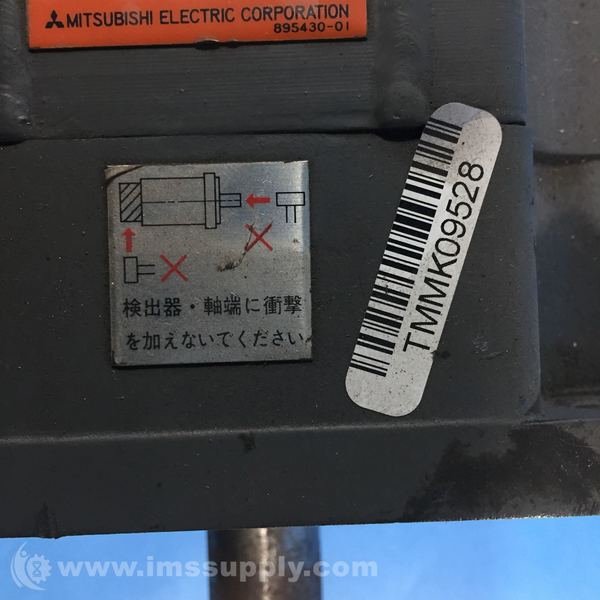 MITSUBISHI ELECTRIC CORPORATION
895430-01
検出器・軸端に衝撃
を加えないでください
TMMK09528
www.imssupply.com